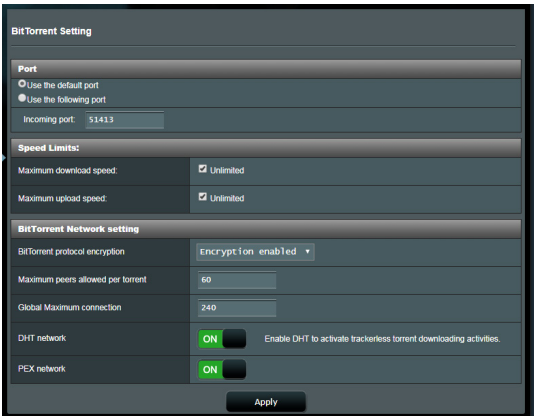 BitTorrent Setting
Port
Use the default port
Use the following port
Incoming port: 51413
Speed Limits:
Maximum download speed: Unlimited
Maximum upload speed: Unlimited
BitTorrent Network setting
BitTorrent protocol encryption Encryption enabled
Maximum peers allowed per torrent 60
Global Maximum connection 240
DHT network ON Enable DHT to activate trackerless torrent downloading activities.
PEX network ON
Apply